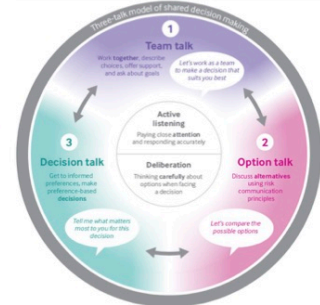 Three-talk model of shared decision making
1
Team talk
Work together, describe
choices, offer support,
and ask about goals
Let's work as a team
to make a decision that
suits you best
Active
listening
Paying close attention
and responding accurately
Deliberation
Thinking carefully about
options when facing
a decision
2
Option talk
Discuss alternatives
using risk
communication
principles
Let's compare the
possible options
3
Decision talk
Get to informed
preferences, make
preference-based
decisions
Tell me what matters
most to you for this
decision